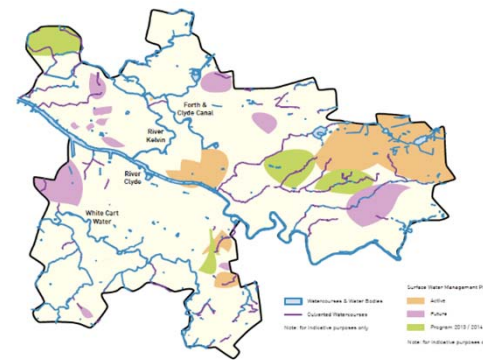 Forth &
Clyde Canal
River
Kelvin
River
Clyde
White Cart
Water
Watercourses & Water Bodies
Culverted Watercourses
Note: for indicative purposes only
Surface Water Management P
Active
Future
Program 2013 / 2014
Note: for indicative purposes